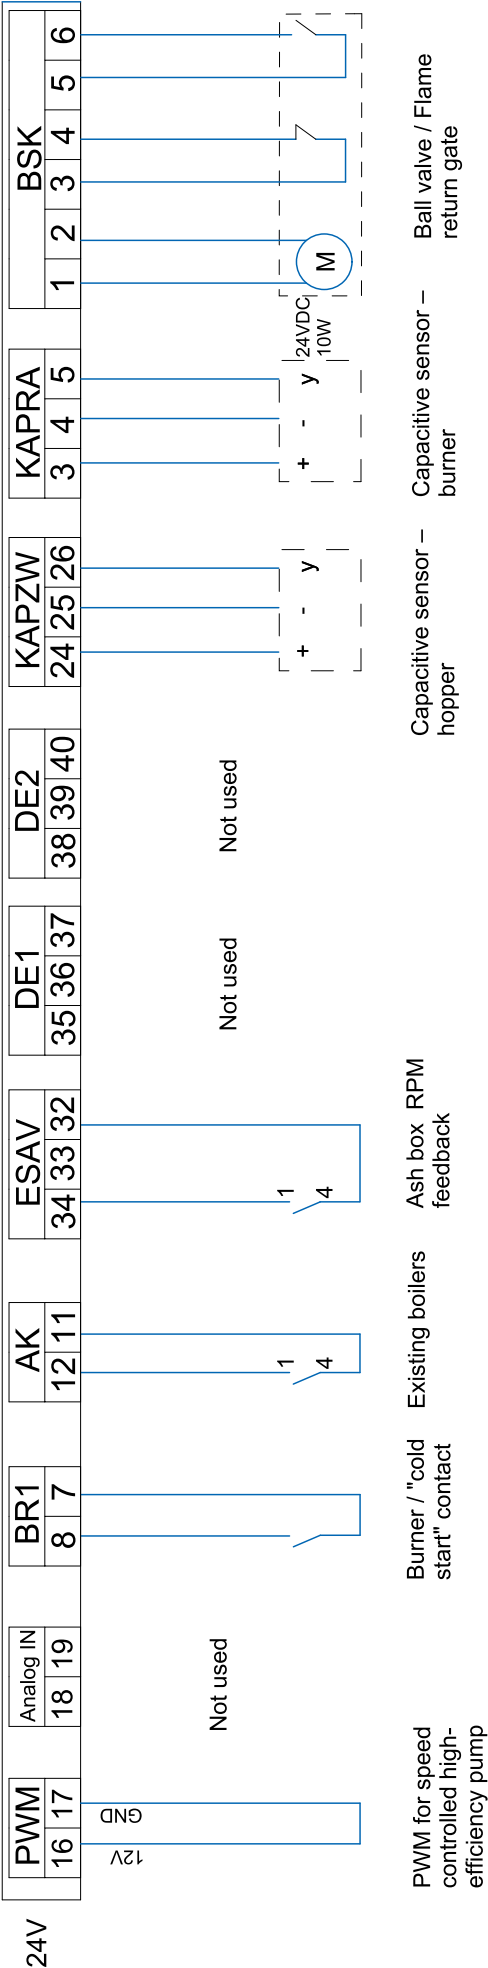 24V
PWM
16 17
12V
GND
PWM for speed
controlled high-
efficiency pump
Analog IN
18 19
Not used
BR1
8 7
Burner / "cold
start" contact
AK
12 11
1
4
Existing boilers
ESAV
34 33 32
1
4
Ash box RPM
feedback
DE1
35 36 37
Not used
DE2
38 39 40
Not used
KAPZW
24 25 26
+ - y
Capacitive sensor –
hopper
KAPRA
3 4 5
+ - y
Capacitive sensor –
burner
BSK
1 2 3 4 5 6
M
24VDC
10W
Ball valve / Flame
return gate